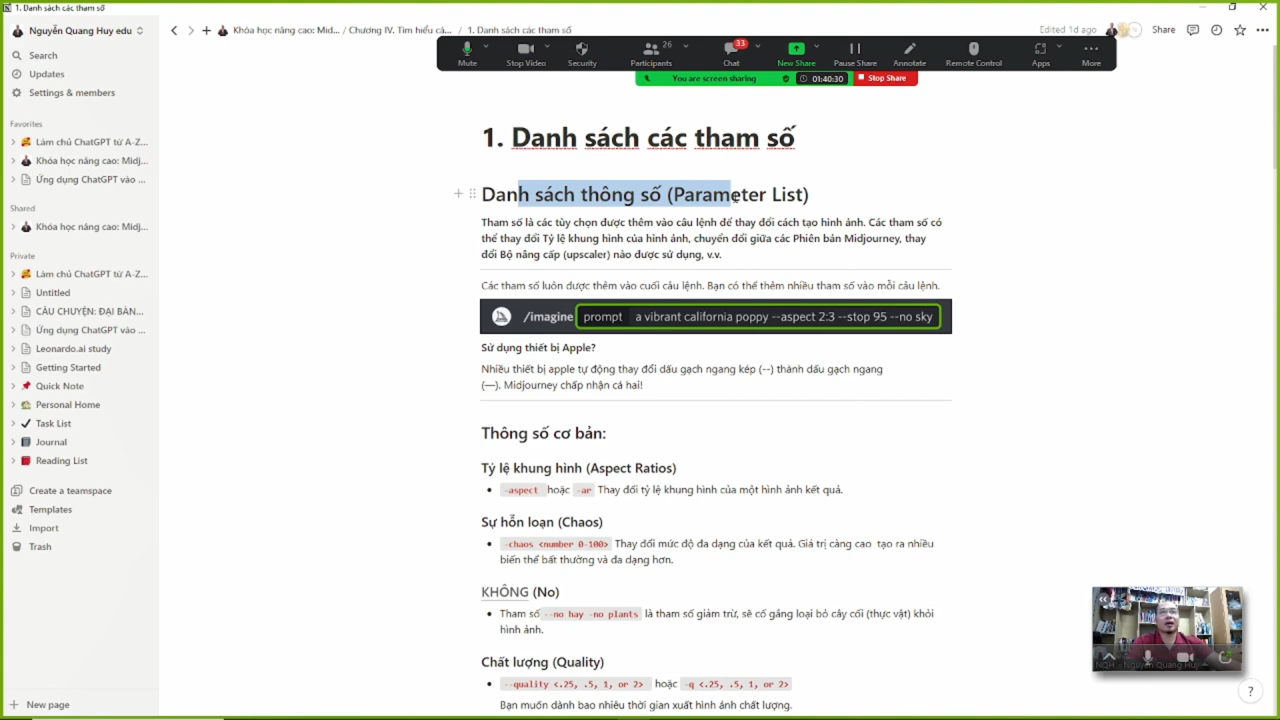 1. Danh sách các tham số
Nguyễn Quang Huy edu
Search
Updates
Settings & members
Favorites
Làm chủ ChatGPT từ A-Z...
Khóa học nâng cao: Midj...
Ứng dụng ChatGPT vào ...
Shared
Khóa học nâng cao: Midj...
Private
Làm chủ ChatGPT từ A-Z...
Untitled
CÂU CHUYỆN: ĐẠI BÀN...
Ứng dụng ChatGPT vào ...
Leonardo.ai study
Getting Started
Quick Note
Personal Home
Task List
Journal
Reading List
Create a teamspace
Templates
Import
Trash
New page
Khóa học nâng cao: Mid... / Chương IV. Tìm hiểu cá... / 1. Danh sách các tham số
Edited 1d ago
Share
26
33
Mute
Stop Video
Security
Participants
Chat
New Share
Pause Share
Annotate
Remote Control
Apps
More
You are screen sharing
01:40:30
Stop Share
1. Danh sách các tham số
Danh sách thông số (Parameter List)
Tham số là các tùy chọn được thêm vào câu lệnh để thay đổi cách tạo hình ảnh. Các tham số có
thể thay đổi Tỷ lệ khung hình của hình ảnh, chuyển đổi giữa các Phiên bản Midjourney, thay
đổi Bộ nâng cấp (upscaler) nào được sử dụng, v.v.
Các tham số luôn được thêm vào cuối câu lệnh. Bạn có thể thêm nhiều tham số vào mỗi câu lệnh.
/imagine prompt a vibrant california poppy --aspect 2:3 --stop 95 --no sky
Sử dụng thiết bị Apple?
Nhiều thiết bị apple tự động thay đổi dấu gạch ngang kép (--) thành dấu gạch ngang
(—). Midjourney chấp nhận cả hai!
Thông số cơ bản:
Tỷ lệ khung hình (Aspect Ratios)
-aspect hoặc -ar Thay đổi tỷ lệ khung hình của một hình ảnh kết quả.
Sự hỗn loạn (Chaos)
-chaos <number 0-100> Thay đổi mức độ đa dạng của kết quả. Giá trị càng cao tạo ra nhiều
biến thể bất thường và đa dạng hơn.
KHÔNG (No)
Tham số --no hay -no plants là tham số giảm trừ, sẽ cố gắng loại bỏ cây cối (thực vật) khỏi
hình ảnh.
Chất lượng (Quality)
--quality <.25, .5, 1, or 2> hoặc -q <.25, .5, 1, or 2>
Bạn muốn dành bao nhiêu thời gian xuất hình ảnh chất lượng.
NQH - Nguyễn Quang Huy
?